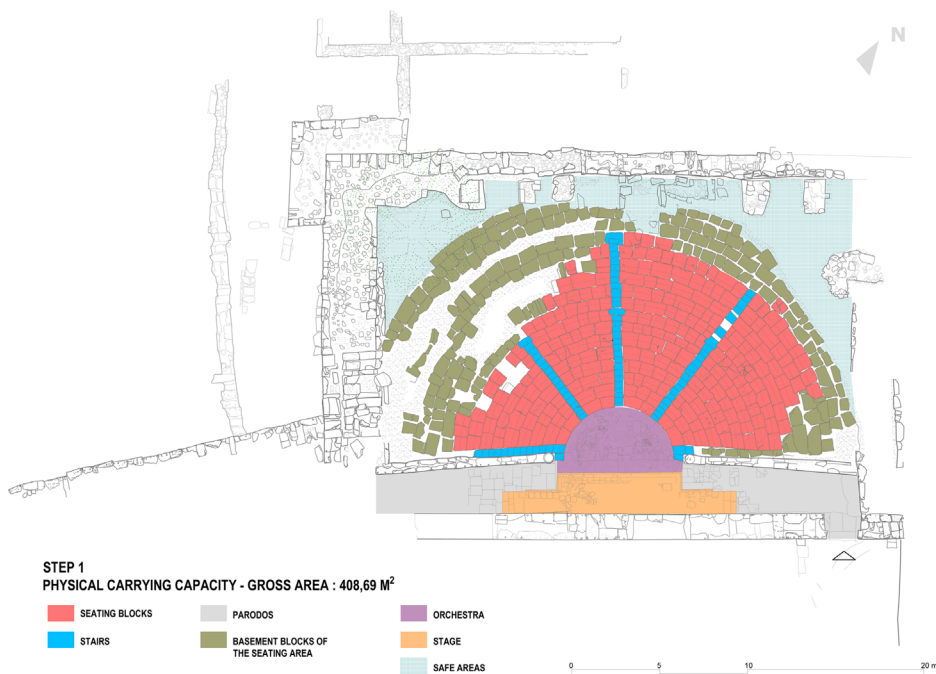 N
STEP 1
PHYSICAL CARRYING CAPACITY - GROSS AREA : 408,69 M²
SEATING BLOCKS
PARODOS
ORCHESTRA
STAIRS
BASEMENT BLOCKS OF
THE SEATING AREA
STAGE
SAFE AREAS
0 5 10 20 m